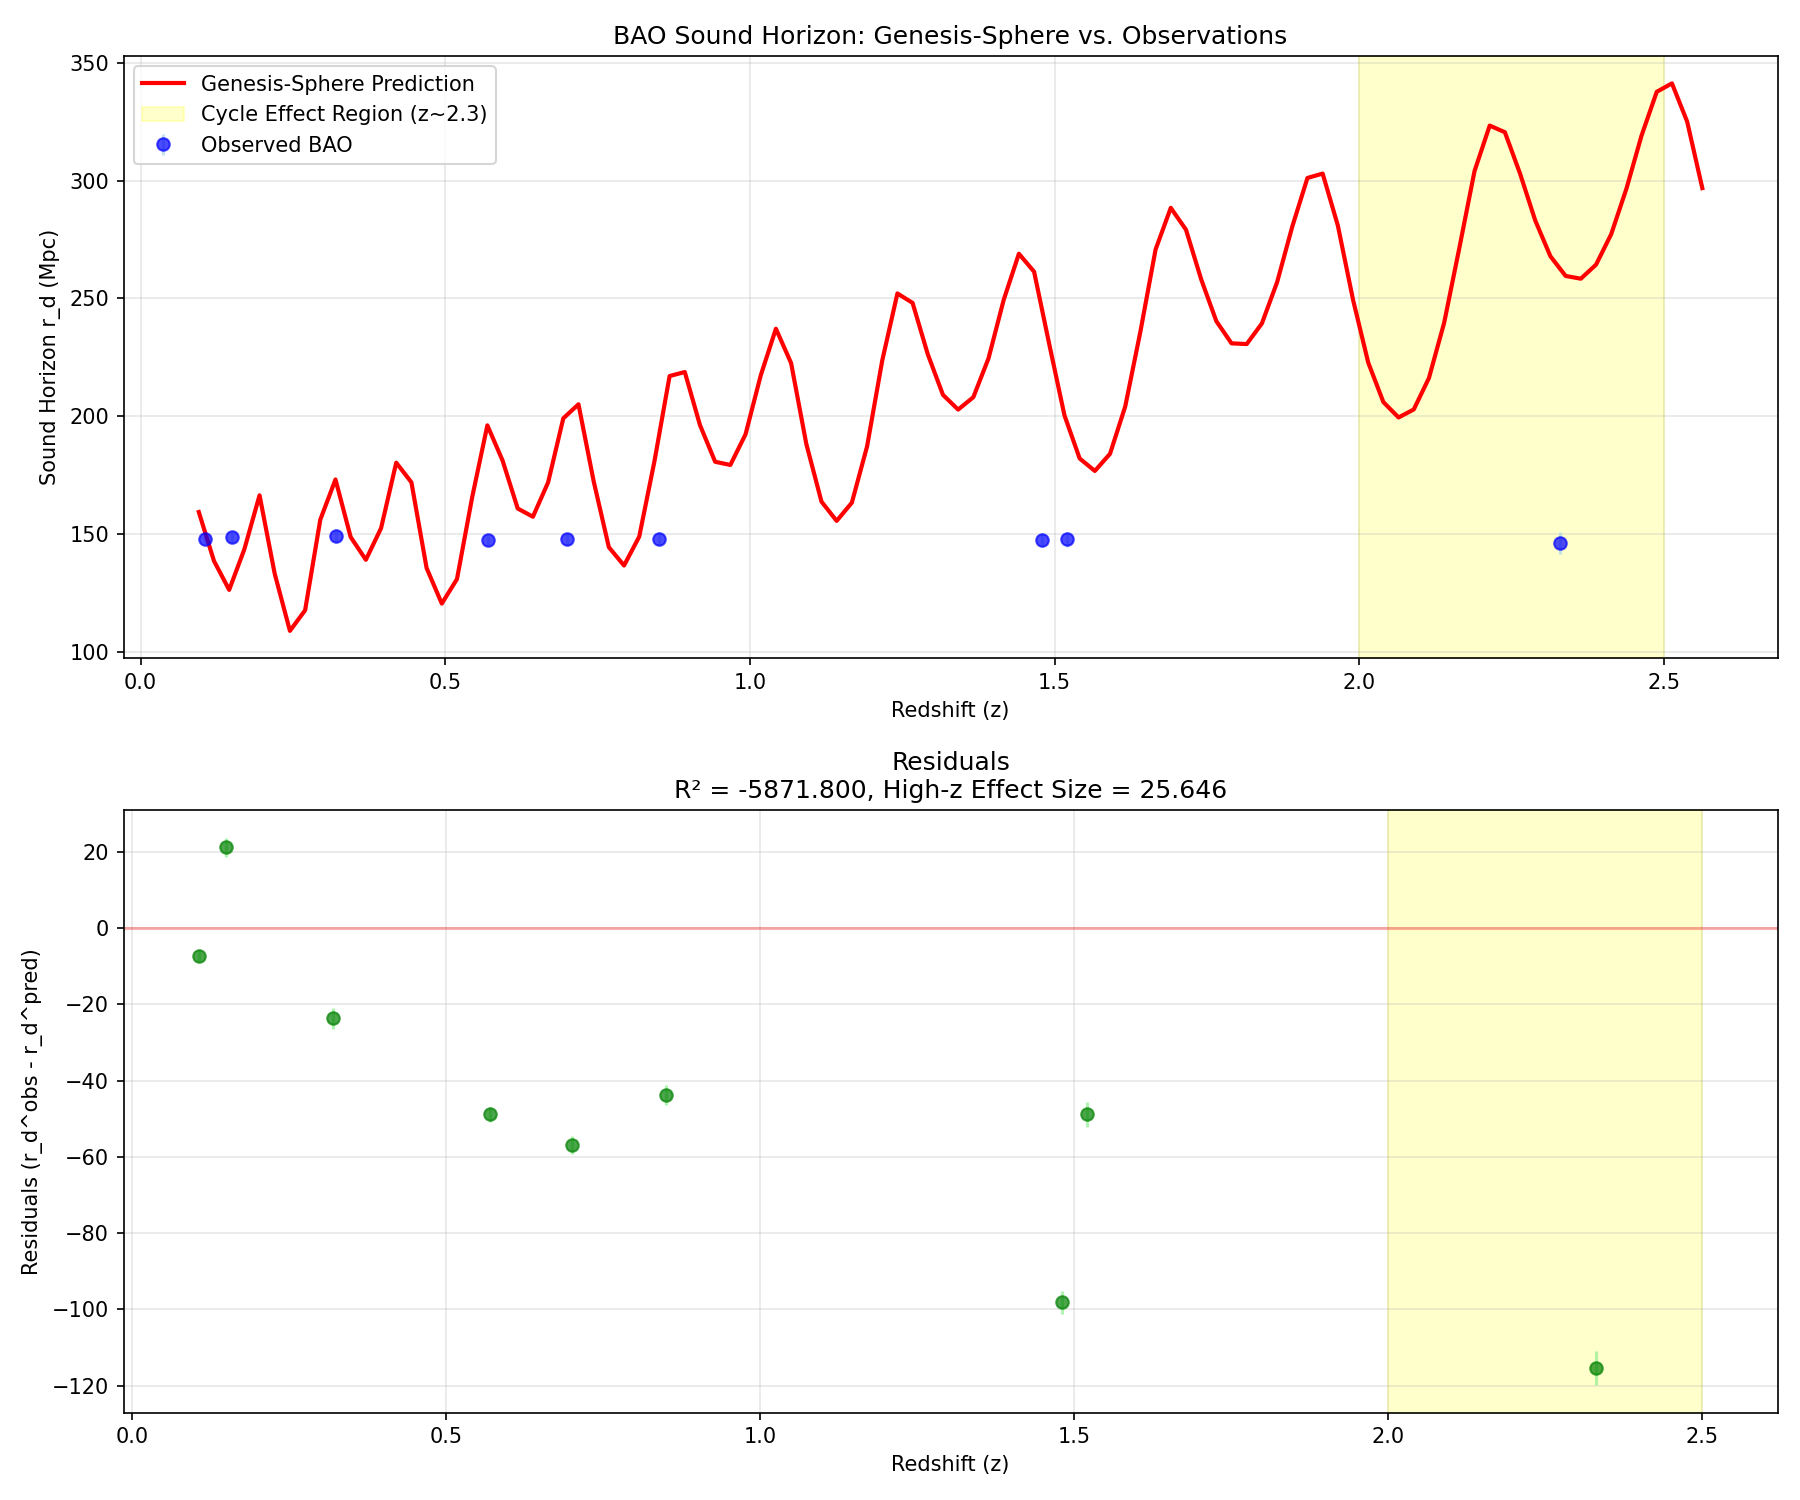 BAO Sound Horizon: Genesis-Sphere vs. Observations
Genesis-Sphere Prediction
Cycle Effect Region (z~2.3)
Observed BAO
Sound Horizon r_d (Mpc)
350
300
250
200
150
100
0.0 0.5 1.0 1.5 2.0 2.5
Redshift (z)
Residuals
R² = -5871.800, High-z Effect Size = 25.646
Residuals (r_d^obs - r_d^pred)
20
0
−20
−40
−60
−80
−100
−120
0.0 0.5 1.0 1.5 2.0 2.5
Redshift (z)